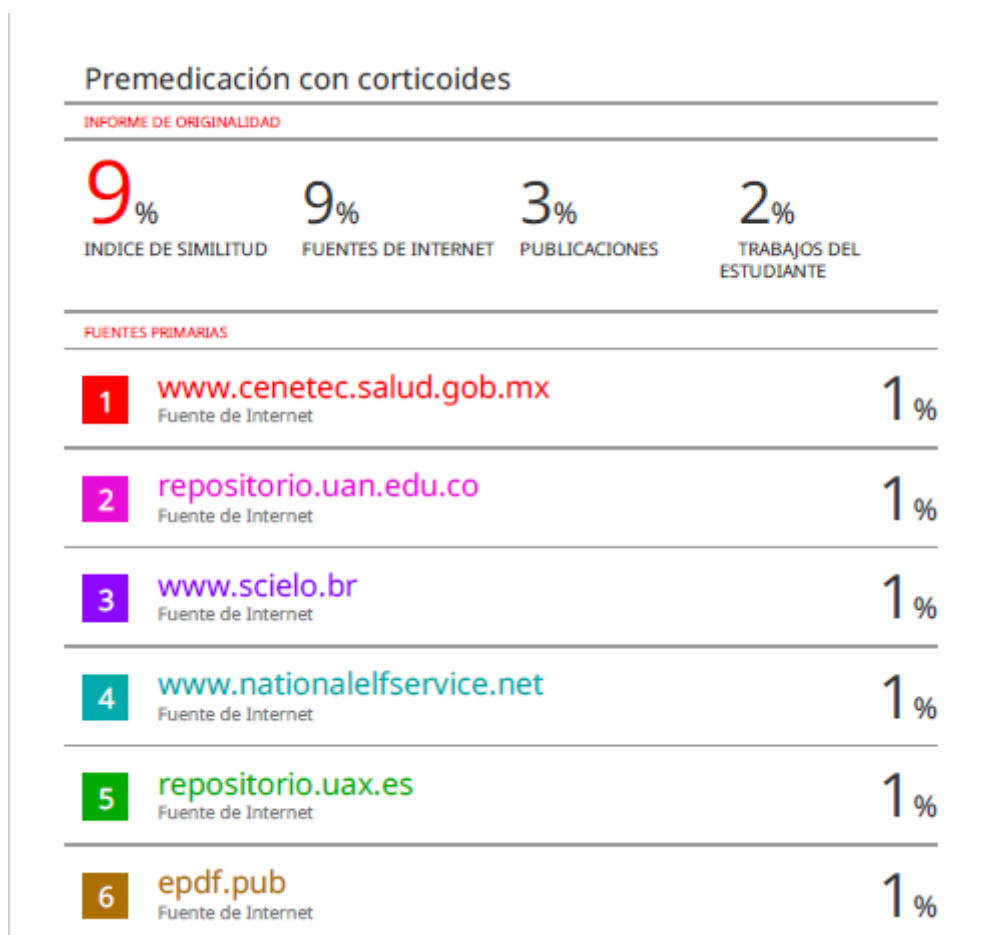 Premedicación con corticoides
INFORME DE ORIGINALIDAD
9% 9% 3% 2%
INDICE DE SIMILITUD FUENTES DE INTERNET PUBLICACIONES TRABAJOS DEL
ESTUDIANTE
FUENTES PRIMARIAS
1 www.cenetec.salud.gob.mx 1%
Fuente de Internet
2 repositorio.uan.edu.co 1%
Fuente de Internet
3 www.scielo.br 1%
Fuente de Internet
4 www.nationalelfservice.net 1%
Fuente de Internet
5 repositorio.uax.es 1%
Fuente de Internet
6 epdf.pub 1%
Fuente de Internet